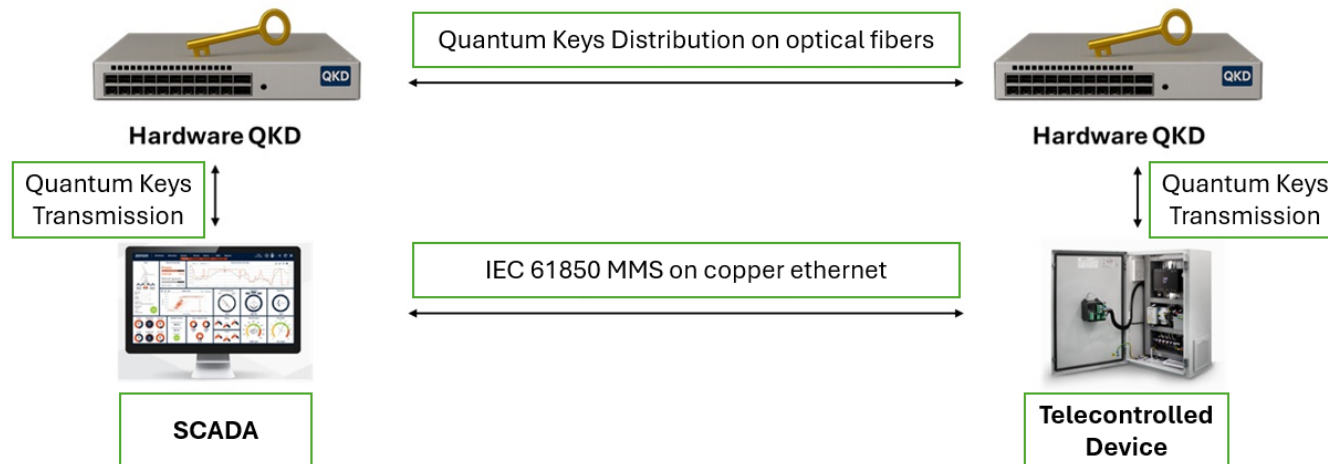 Quantum Keys Distribution on optical fibers
QKD
QKD
Hardware QKD
Hardware QKD
Quantum Keys
Transmission
Quantum Keys
Transmission
IEC 61850 MMS on copper ethernet
SCADA
Telecontrolled
Device